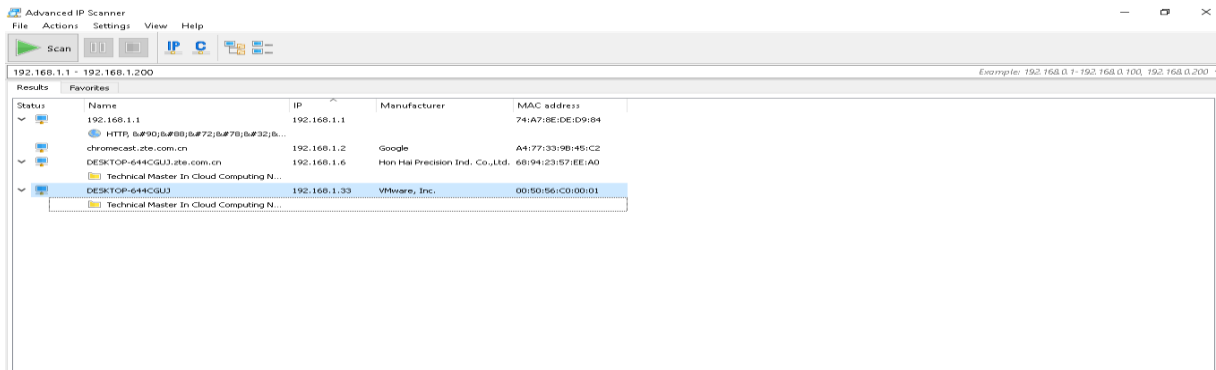 Advanced IP Scanner
File Actions Settings View Help
Scan IP C
192.168.1.1 - 192.168.1.200 Example: 192.168.0.1-192.168.0.100, 192.168.0.200
Results Favorites
Status Name IP Manufacturer MAC address
192.168.1.1 192.168.1.1 74:A7:8E:DE:D9:84
HTTP, &#90;&#88;&#72;&#78;&#32;&...
chromecast.zte.com.cn 192.168.1.2 Google A4:77:33:9B:45:C2
DESKTOP-644CGUJ.zte.com.cn 192.168.1.6 Hon Hai Precision Ind. Co.,Ltd. 68:94:23:57:EE:A0
Technical Master In Cloud Computing N...
DESKTOP-644CGUJ 192.168.1.33 VMware, Inc. 00:50:56:C0:00:01
Technical Master In Cloud Computing N...